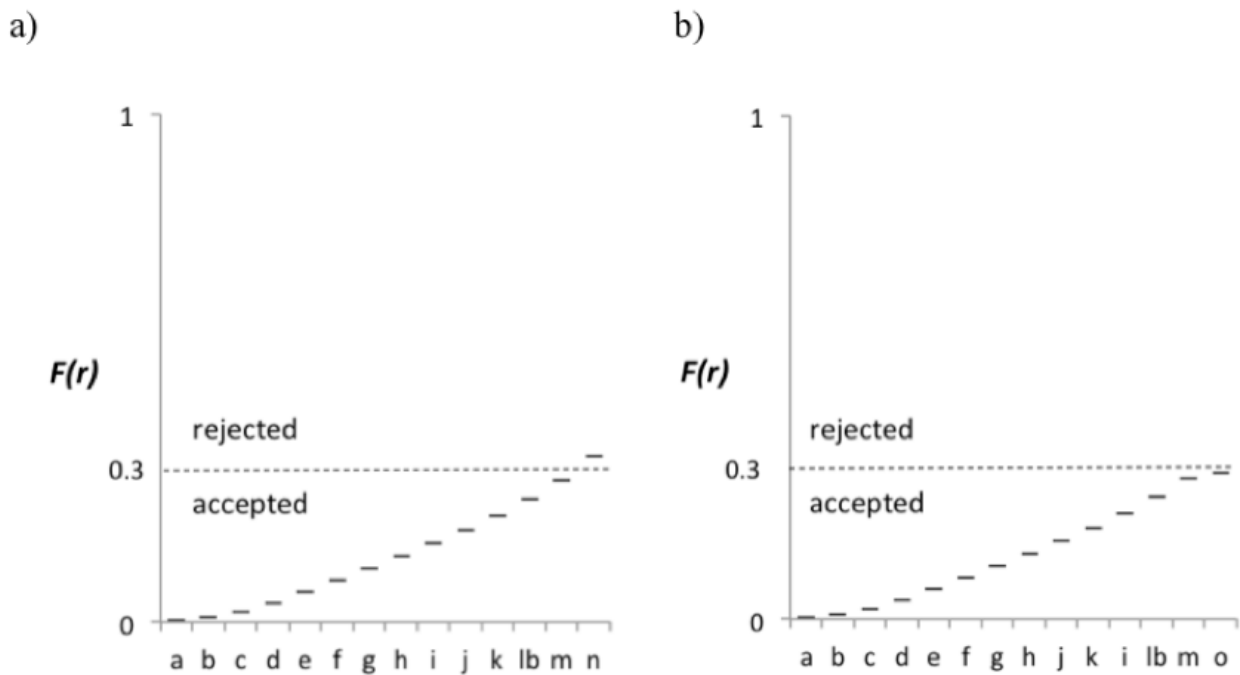 a)
1
F(r)
rejected
0.3
accepted
0
a b c d e f g h i j k lb m n
b)
1
F(r)
rejected
0.3
accepted
0
a b c d e f g h j k i lb m o